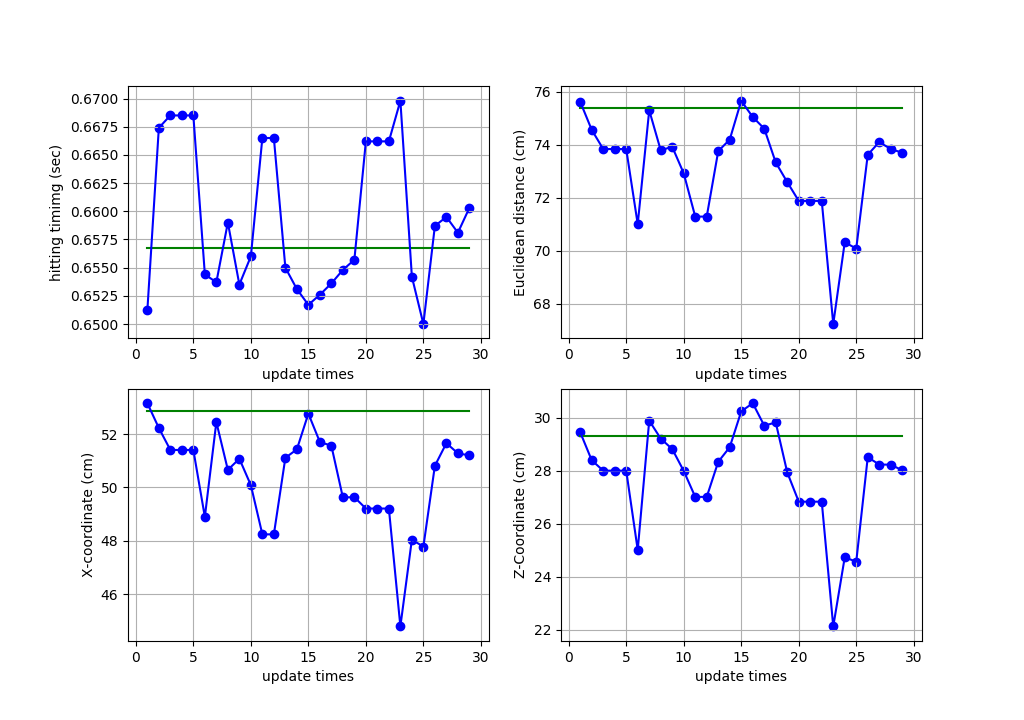 0.6700
0.6675
0.6650
0.6625
0.6600
0.6575
0.6550
0.6525
0.6500
hitting timimg (sec)
0 5 10 15 20 25 30
update times
76
74
72
70
68
Euclidean distance (cm)
0 5 10 15 20 25 30
update times
52
50
48
46
X-coordinate (cm)
0 5 10 15 20 25 30
update times
30
28
26
24
22
Z-Coordinate (cm)
0 5 10 15 20 25 30
update times